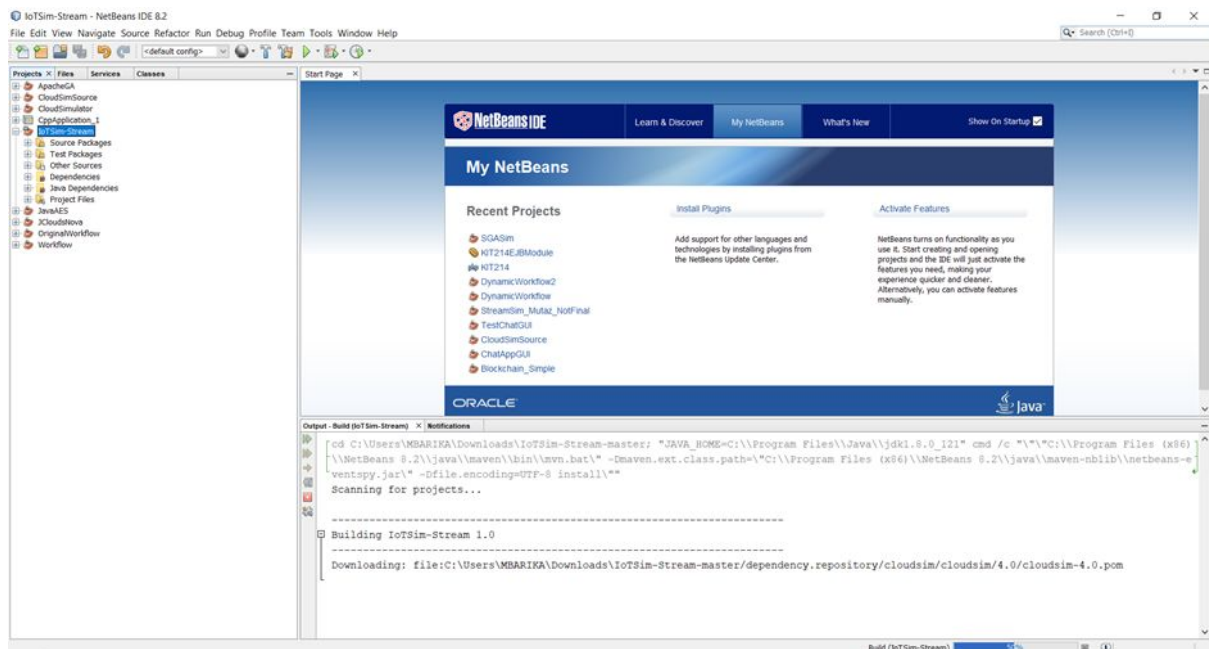 IoTSim-Stream - NetBeans IDE 8.2
File Edit View Navigate Source Refactor Run Debug Profile Team Tools Window Help
Search (Ctrl+I)
<default config>
Projects Files Services Classes
Start Page
ApacheGA
CloudSimSource
CloudSimulator
CppApplication_1
IoTSim-Stream
Source Packages
Test Packages
Other Sources
Dependencies
Java Dependencies
Project Files
JavaAES
JCloudsNova
OriginalWorkflow
Workflow
NetBeans IDE
Learn & Discover
My NetBeans
What's New
Show On Startup
My NetBeans
Recent Projects
SGASim
KIT214EJBModule
KIT214
DynamicWorkflow2
DynamicWorkflow
StreamSim_Mutaz_NotFinal
TestChatGUI
CloudSimSource
ChatAppGUI
Blockchain_Simple
Install Plugins
Add support for other languages and
technologies by installing plugins from
the NetBeans Update Center.
Activate Features
NetBeans turns on functionality as you
use it. Start creating and opening
projects and the IDE will just activate the
features you need, making your
experience quicker and cleaner.
Alternatively, you can activate features
manually.
ORACLE
Java
Output - Build (IoTSim-Stream) Notifications
cd C:\Users\MBARIKA\Downloads\IoTSim-Stream-master; "JAVA_HOME=C:\\Program Files\\Java\\jdk1.8.0_121" cmd /c "\"\"C:\\Program Files (x86)
\\NetBeans 8.2\\java\\maven\\bin\\mvn.bat\" -Dmaven.ext.class.path=\"C:\\Program Files (x86)\\NetBeans 8.2\\java\\maven-nblib\\netbeans-e
ventspy.jar\" -Dfile.encoding=UTF-8 install\""
Scanning for projects...
------------------------------------------------------------------------
Building IoTSim-Stream 1.0
------------------------------------------------------------------------
Downloading: file:C:\Users\MBARIKA\Downloads\IoTSim-Stream-master/dependency.repository/cloudsim/cloudsim/4.0/cloudsim-4.0.pom
Build (IoTSim-Stream)